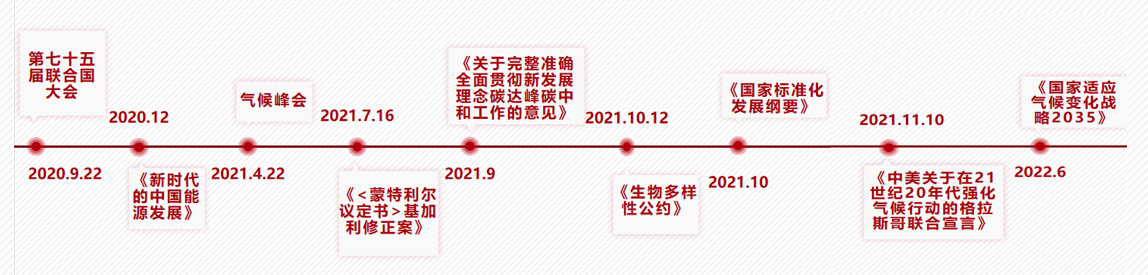 第七十五
届联合国
大会
2020.9.22
2020.12
《新时代
的中国能
源发展》
气候峰会
2021.4.22
2021.7.16
《<蒙特利尔
议定书>基加
利修正案》
《关于完整准确
全面贯彻新发展
理念碳达峰碳中
和工作的意见》
2021.9
2021.10.12
《生物多样
性公约》
《国家标准化
发展纲要》
2021.10
2021.11.10
《中美关于在21
世纪20年代强化
气候行动的格拉
斯哥联合宣言》
《国家适应
气候变化战
略2035》
2022.6